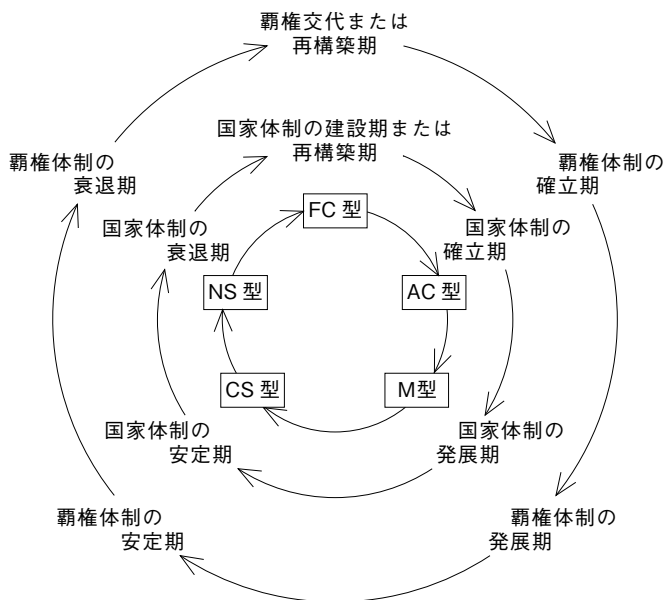 覇権交代または
再構築期
国家体制の建設期または
再構築期
覇権体制の
衰退期
覇権体制の
確立期
国家体制の
衰退期
FC 型
国家体制の
確立期
NS 型
AC 型
CS 型
M型
国家体制の
安定期
国家体制の
発展期
覇権体制の
安定期
覇権体制の
発展期